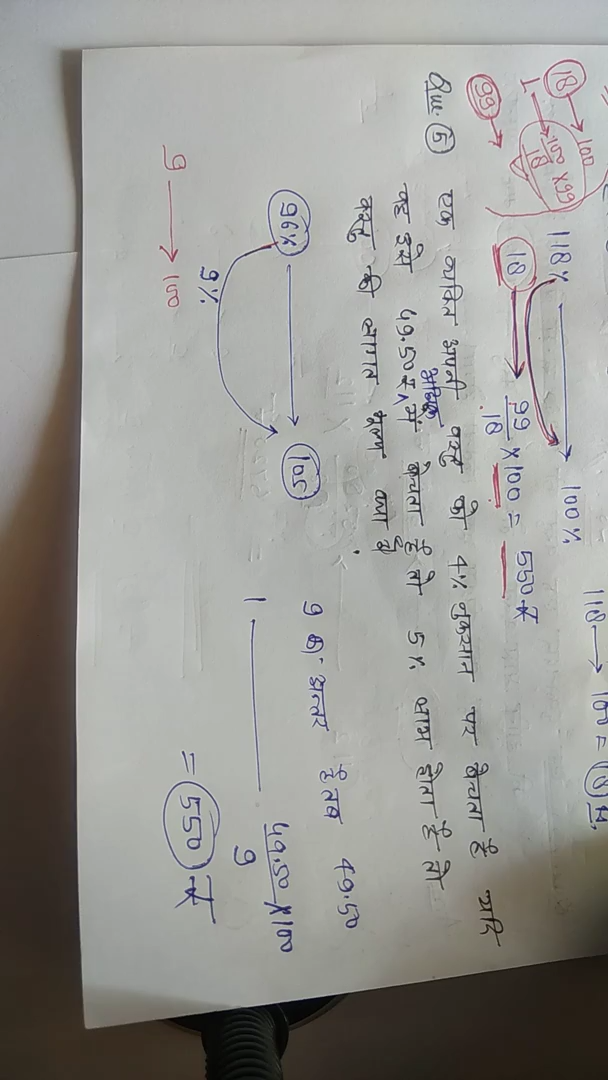 118 → 100 = 18 भ.
118% → 100%
18 → 100
1 → 100/18 × 99
18 → 99/18 × 100 = 550 ₹
99 →
Que. 5 एक व्यक्ति अपनी वस्तु को 4% नुकसान पर बेचता है यदि
वह इसे 49.50 ₹ अधिक में बेचता है तो 5% लाभ होता है तो
वस्तु की लागत मूल्य क्या है
96% → 105
9 का अन्तर है तब 49.50
9%
1 — 49.50/9 × 100
9 → 100
= 550 ₹